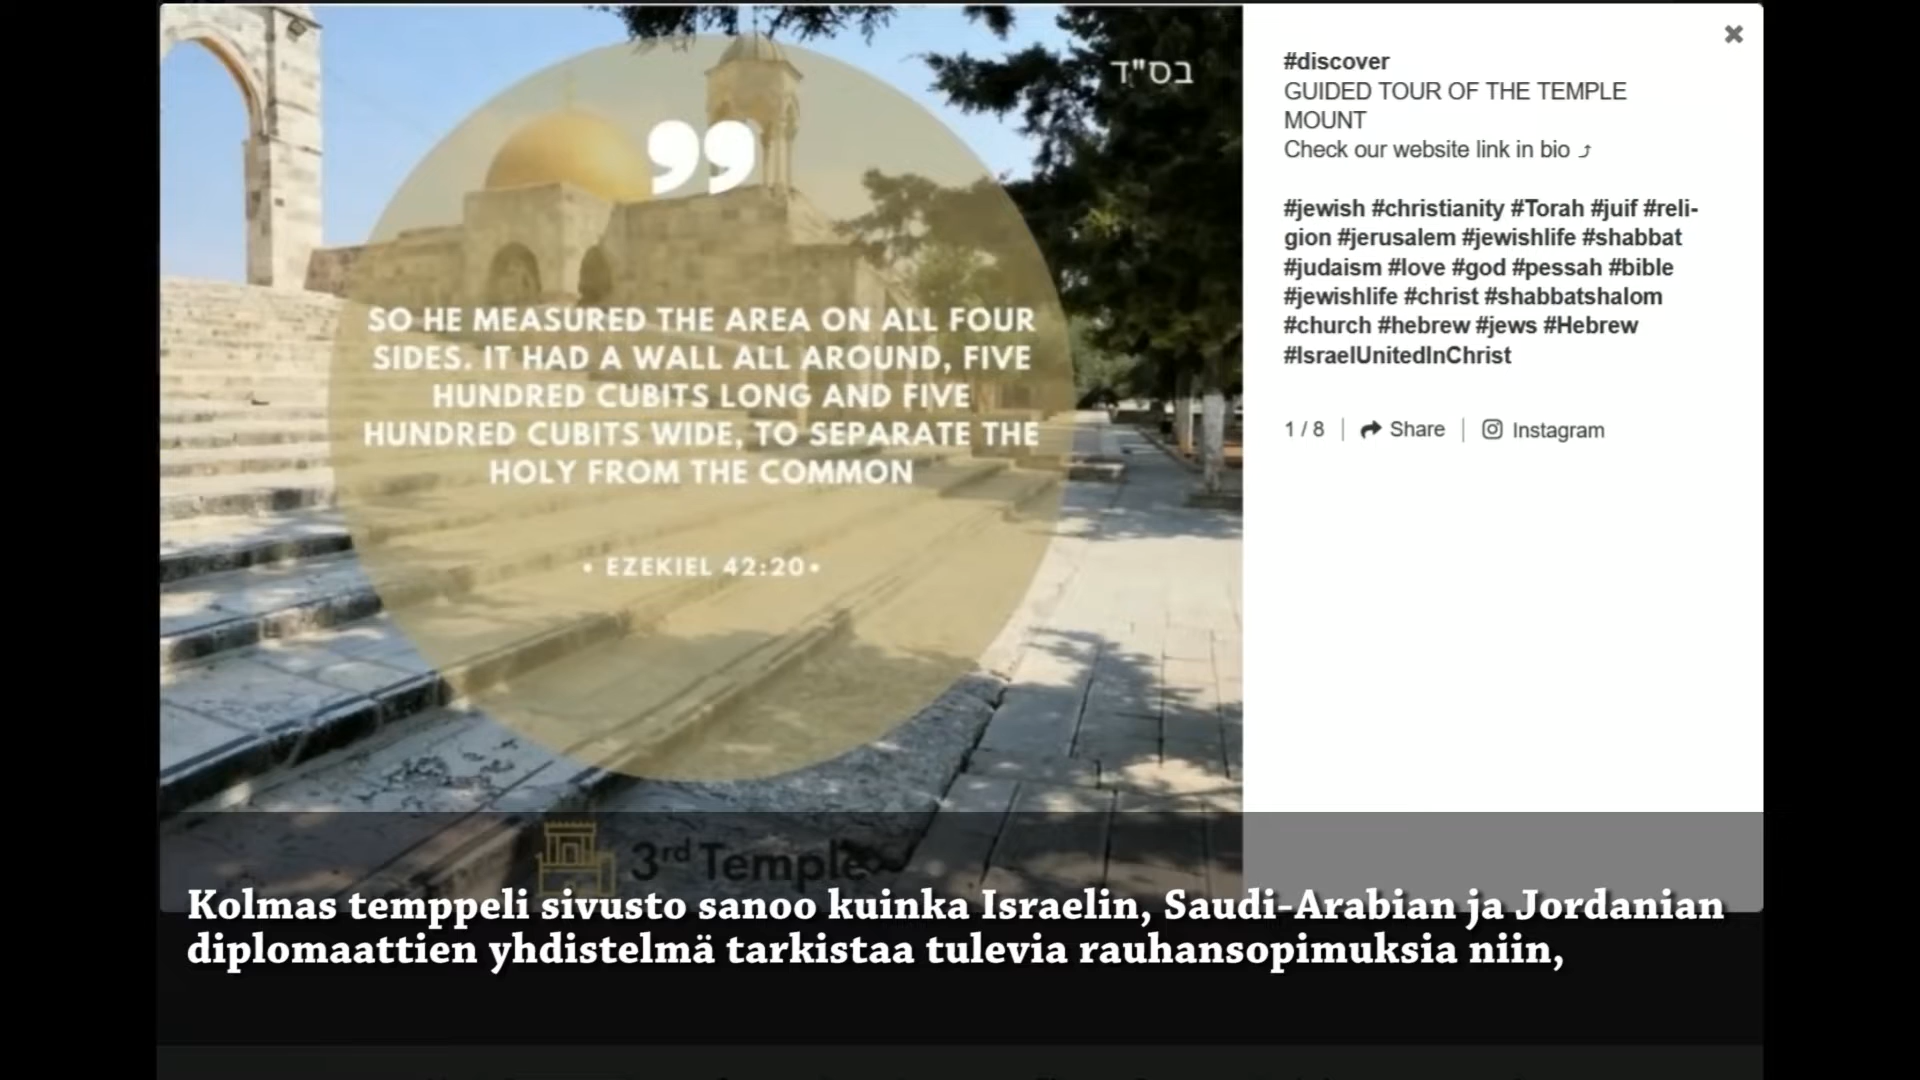 בס"ד
”
SO HE MEASURED THE AREA ON ALL FOUR
SIDES. IT HAD A WALL ALL AROUND, FIVE
HUNDRED CUBITS LONG AND FIVE
HUNDRED CUBITS WIDE, TO SEPARATE THE
HOLY FROM THE COMMON
• EZEKIEL 42:20•
3rd Temple
#discover
GUIDED TOUR OF THE TEMPLE
MOUNT
Check our website link in bio ⤴
#jewish #christianity #Torah #juif #reli-
gion #jerusalem #jewishlife #shabbat
#judaism #love #god #pessah #bible
#jewishlife #christ #shabbatshalom
#church #hebrew #jews #Hebrew
#IsraelUnitedInChrist
1 / 8 | Share | Instagram
Kolmas temppeli sivusto sanoo kuinka Israelin, Saudi-Arabian ja Jordanian
diplomaattien yhdistelmä tarkistaa tulevia rauhansopimuksia niin,